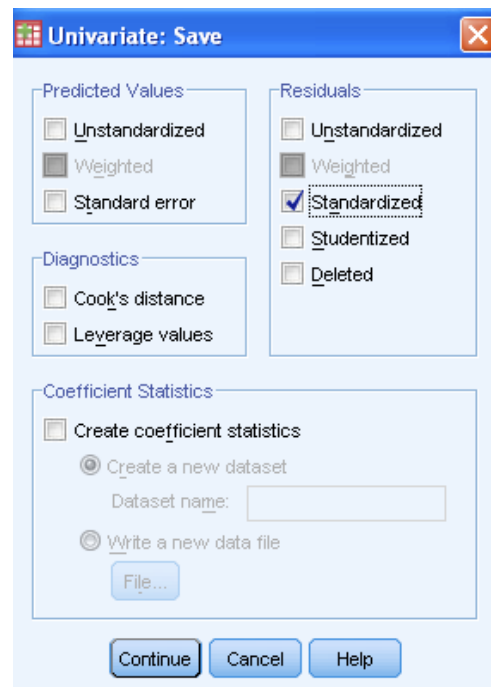 Univariate: Save
Predicted Values
Unstandardized
Weighted
Standard error
Diagnostics
Cook's distance
Leverage values
Residuals
Unstandardized
Weighted
Standardized
Studentized
Deleted
Coefficient Statistics
Create coefficient statistics
Create a new dataset
Dataset name:
Write a new data file
File...
Continue Cancel Help